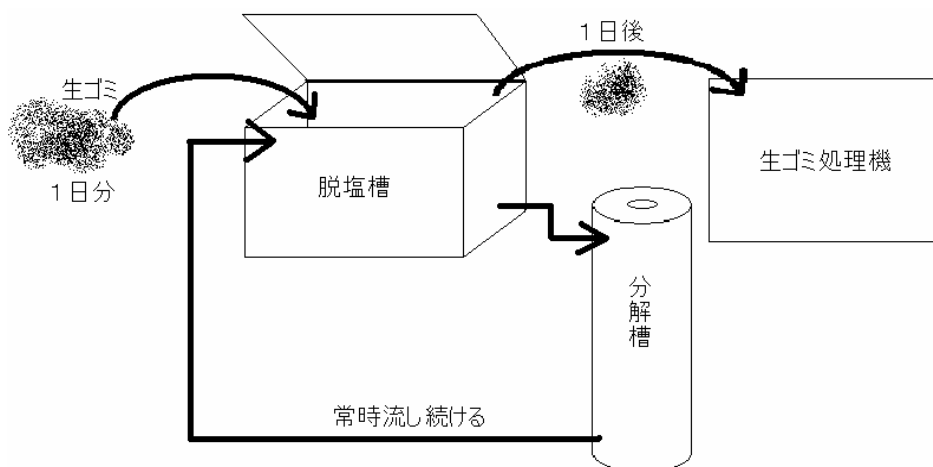 生ゴミ
1日分
脱塩槽
1日後
生ゴミ処理機
分解槽
常時流し続ける